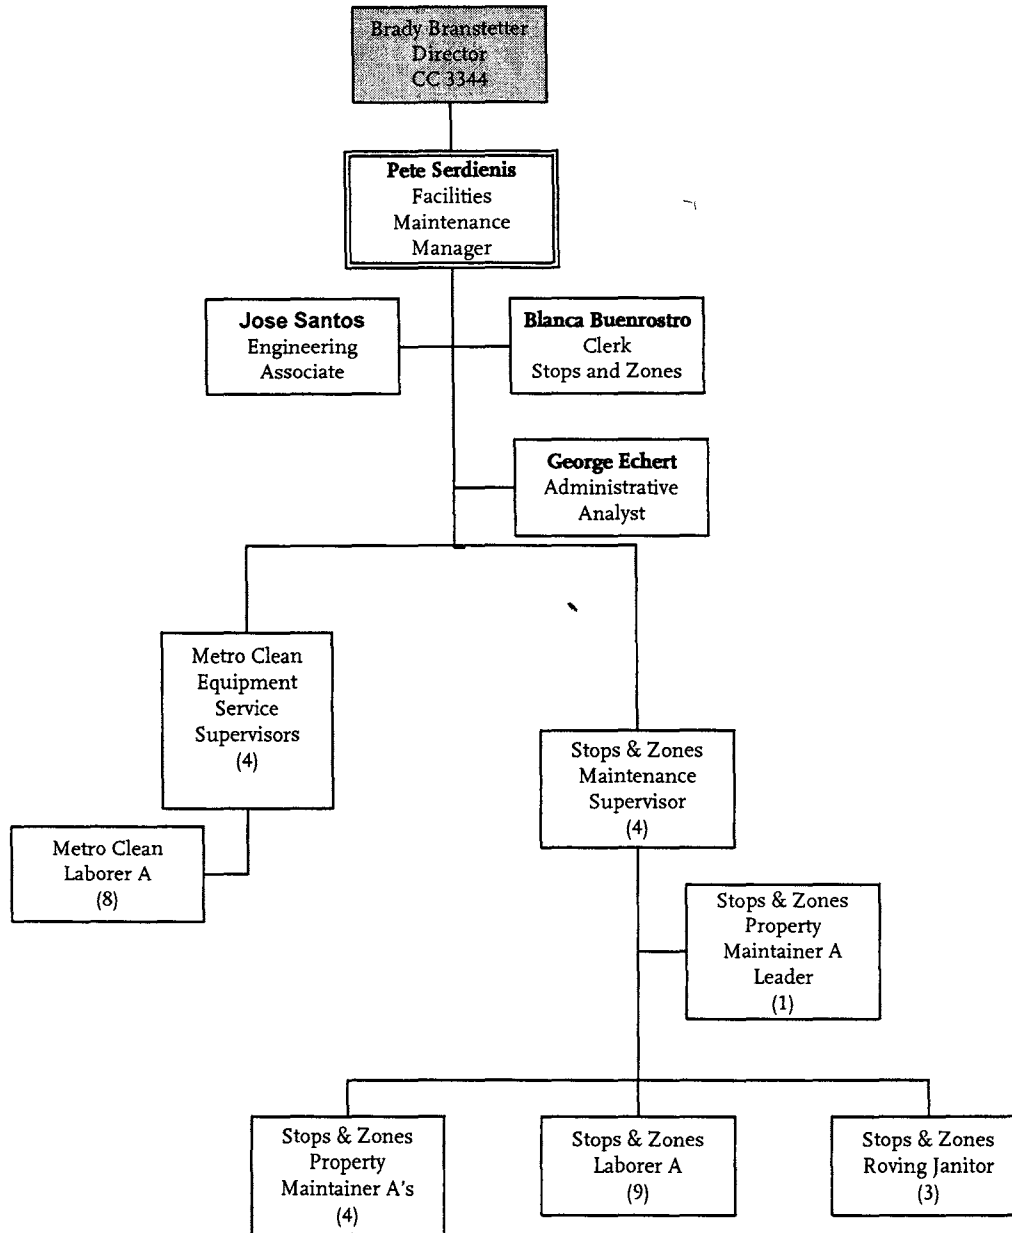 Brady Branstetter
Director
CC 3344
Pete Serdienis
Facilities
Maintenance
Manager
Jose Santos
Engineering
Associate
Blanca Buenrostro
Clerk
Stops and Zones
George Echert
Administrative
Analyst
Metro Clean
Equipment
Service
Supervisors
(4)
Stops & Zones
Maintenance
Supervisor
(4)
Metro Clean
Laborer A
(8)
Stops & Zones
Property
Maintainer A
Leader
(1)
Stops & Zones
Property
Maintainer A's
(4)
Stops & Zones
Laborer A
(9)
Stops & Zones
Roving Janitor
(3)